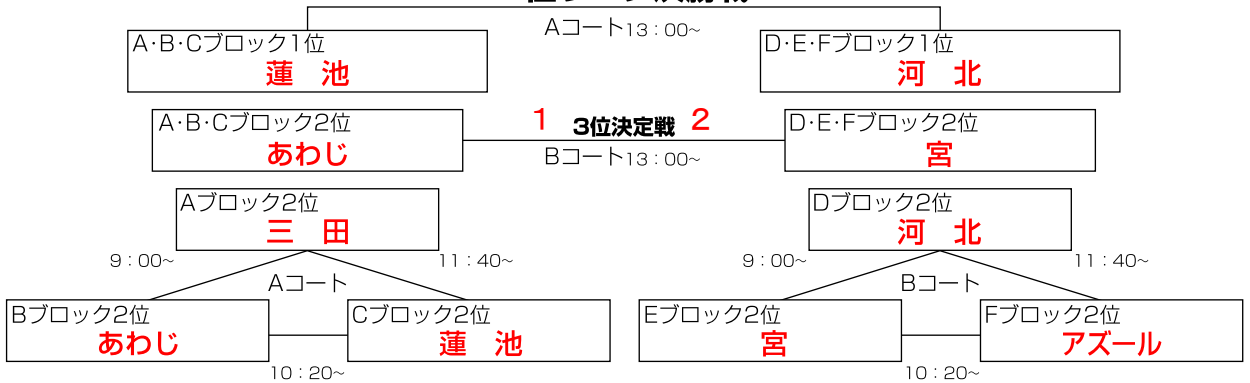 Aコート13：00~
A･B･Cブロック1位
蓮　池
D･E･Fブロック1位
河　北
A･B･Cブロック2位
あわじ
1 3位決定戦 2
Bコート13：00~
D･E･Fブロック2位
宮
Aブロック2位
三　田
Dブロック2位
河　北
9：00~
11：40~
Aコート
9：00~
11：40~
Bコート
Bブロック2位
あわじ
Cブロック2位
蓮　池
10：20~
Eブロック2位
宮
Fブロック2位
アズール
10：20~